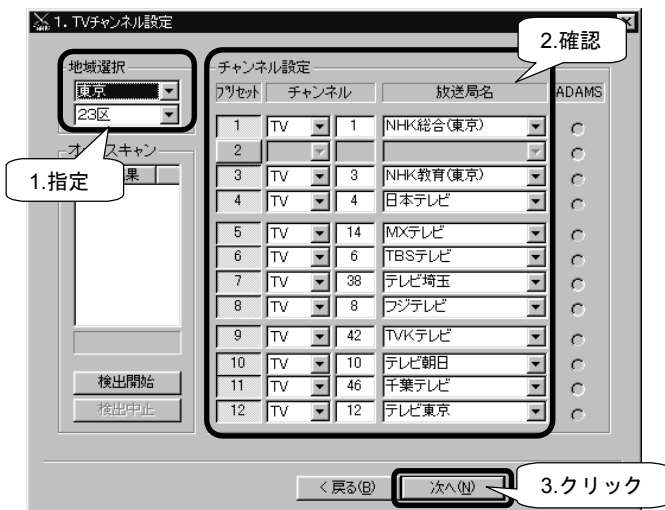 1. TVチャンネル設定
2.確認
地域選択
東京
23区
1.指定
オ
スキャン
果
検出開始
検出中止
チャンネル設定
プリセット チャンネル 放送局名 ADAMS
1 TV 1 NHK総合(東京)
2
3 TV 3 NHK教育(東京)
4 TV 4 日本テレビ
5 TV 14 MXテレビ
6 TV 6 TBSテレビ
7 TV 38 テレビ埼玉
8 TV 8 フジテレビ
9 TV 42 TVKテレビ
10 TV 10 テレビ朝日
11 TV 46 千葉テレビ
12 TV 12 テレビ東京
< 戻る(B) 次へ(N) 3.クリック